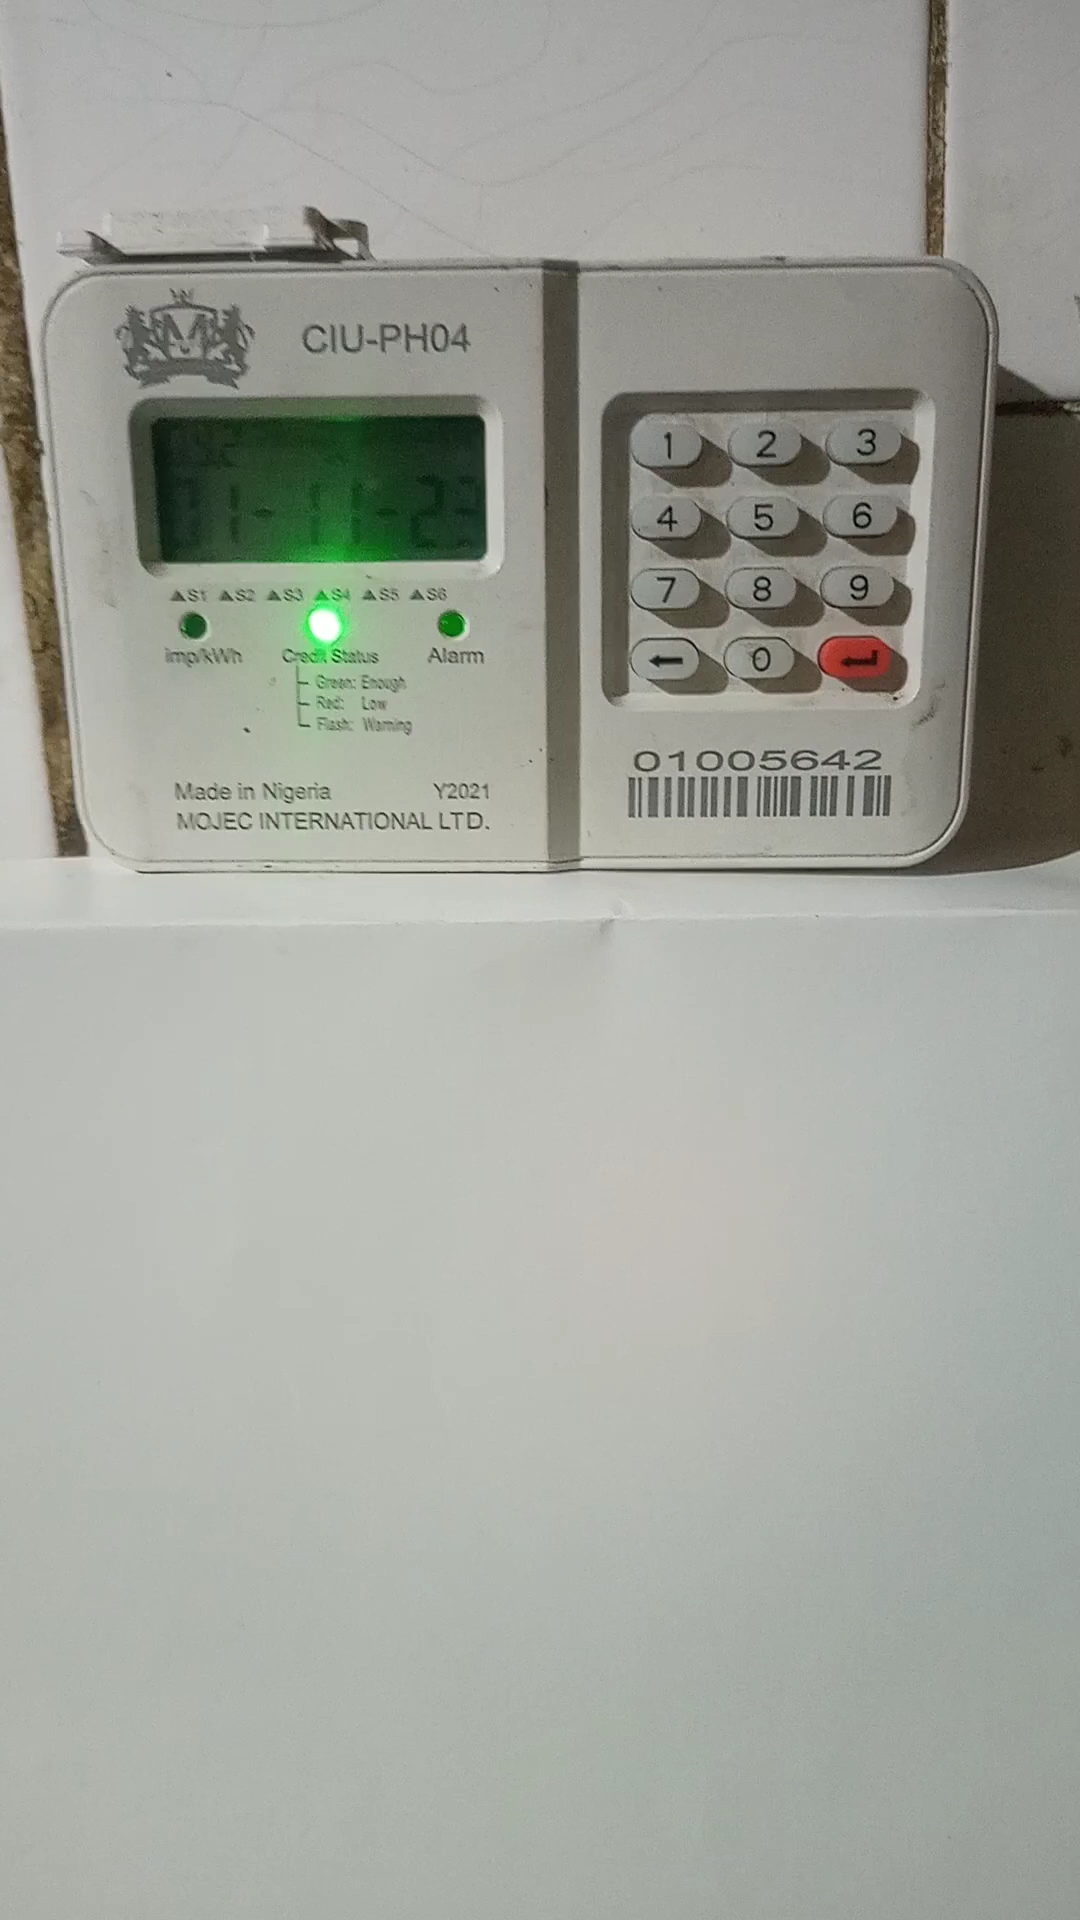 CIU-PH04
▲S1 ▲S2 ▲S3 ▲S4 ▲S5 ▲S6
imp/kWh Credit Status Alarm
Green: Enough
Red: Low
Flash: Warning
Made in Nigeria Y2021
MOJEC INTERNATIONAL LTD.
1 2 3
4 5 6
7 8 9
0
01005642